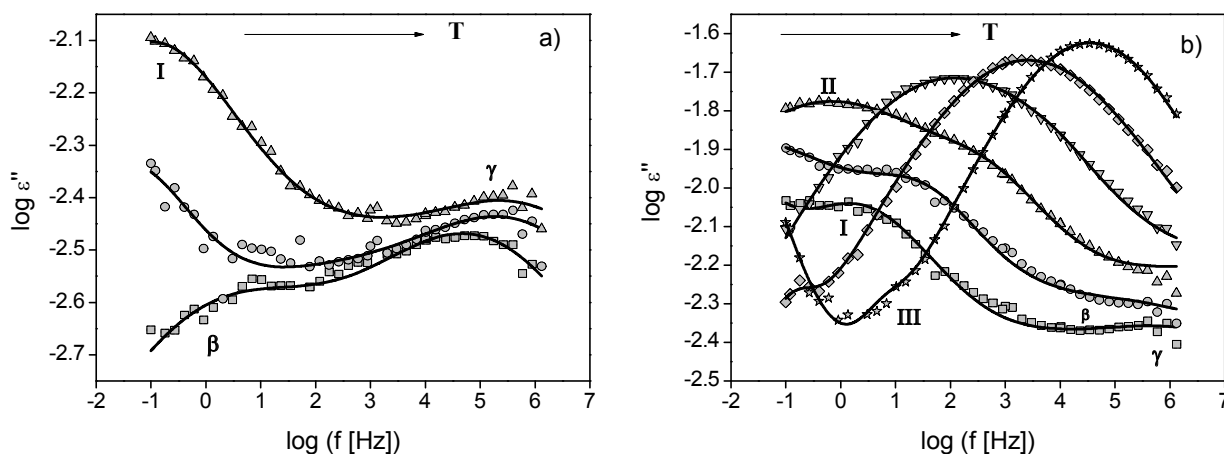 T
a)
I
γ
β
log ε"
-2.1
-2.2
-2.3
-2.4
-2.5
-2.6
-2.7
-2 -1 0 1 2 3 4 5 6 7
log (f [Hz])
T
b)
II
I
III
β
γ
log ε"
-1.6
-1.7
-1.8
-1.9
-2.0
-2.1
-2.2
-2.3
-2.4
-2.5
-2 -1 0 1 2 3 4 5 6 7
log (f [Hz])